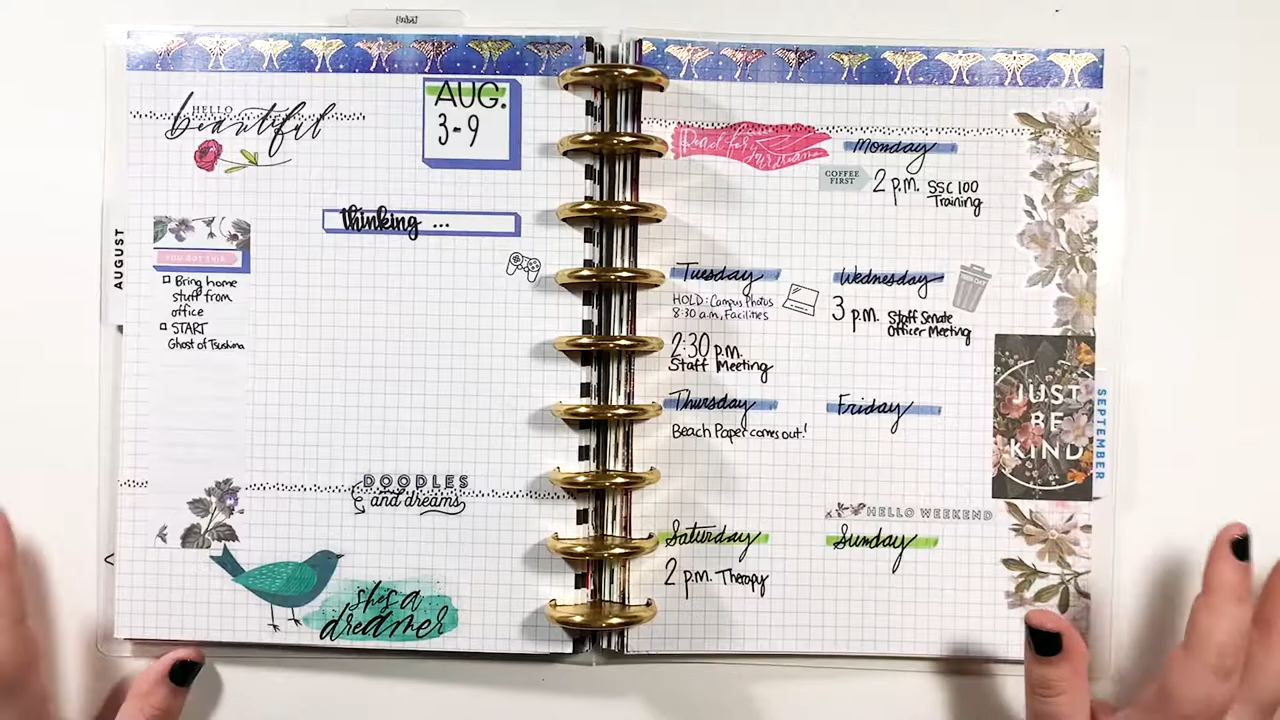 today
HELLO
beautiful
AUG.
3-9
thinking ...
AUGUST
YOU GOT THIS
Bring home
stuff from
office
START
Ghost of Tsushima
DOODLES
and dreams
she's a
dreamer
Monday
COFFEE
FIRST
2 p.m. SSC 100
Training
Tuesday
HOLD: Campus Photos
8:30 a.m., Facilities
2:30 p.m.
Staff Meeting
Wednesday
3 p.m. Staff Senate
Officer Meeting
Thursday
Beach Paper comes out!
Friday
JUST
BE
KIND
SEPTEMBER
HELLO WEEKEND
Saturday
2 p.m. Therapy
Sunday